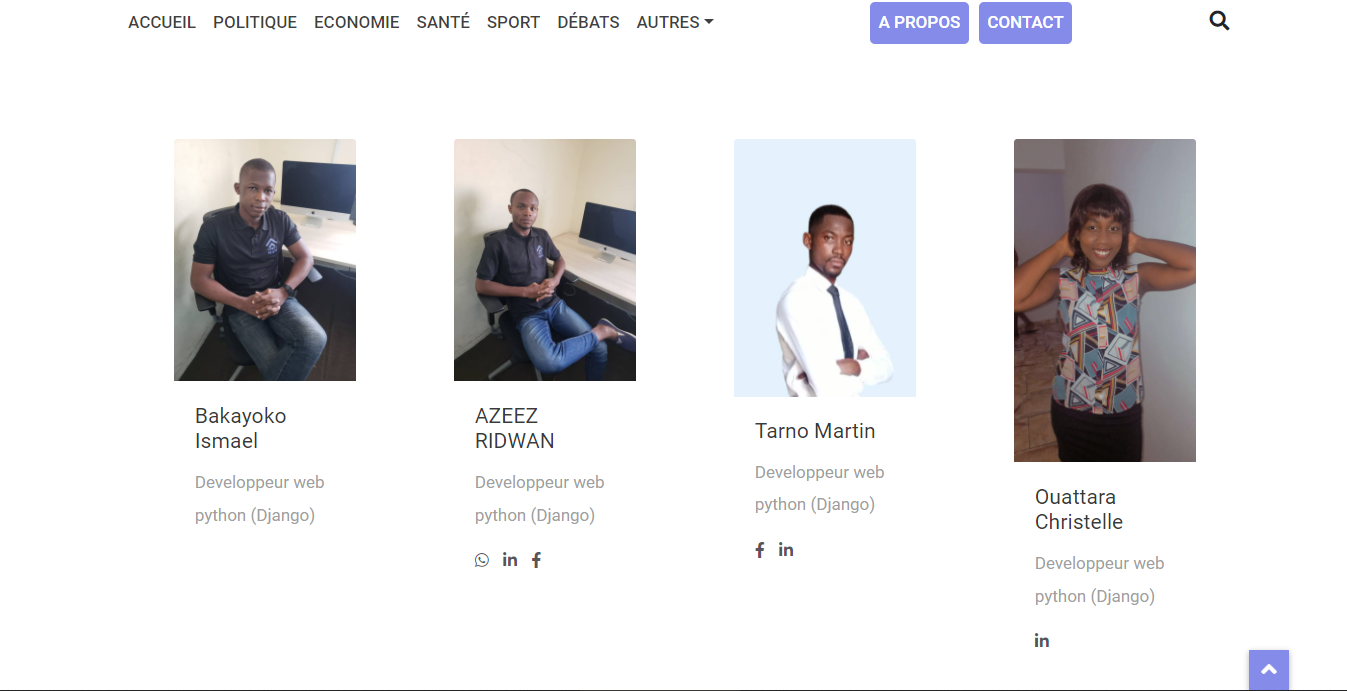 ACCUEIL POLITIQUE ECONOMIE SANTÉ SPORT DÉBATS AUTRES A PROPOS CONTACT
Bakayoko
Ismael
Developpeur web
python (Django)
AZEEZ
RIDWAN
Developpeur web
python (Django)
Tarno Martin
Developpeur web
python (Django)
Ouattara
Christelle
Developpeur web
python (Django)